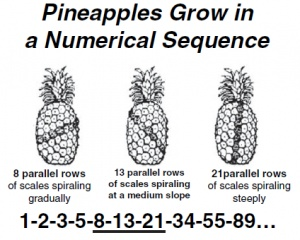 Pineapples Grow in
a Numerical Sequence
8 parallel rows
of scales spiraling
gradually
13 parallel rows
of scales spiraling
at a medium slope
21parallel rows
of scales spiraling
steeply
1-2-3-5-8-13-21-34-55-89...